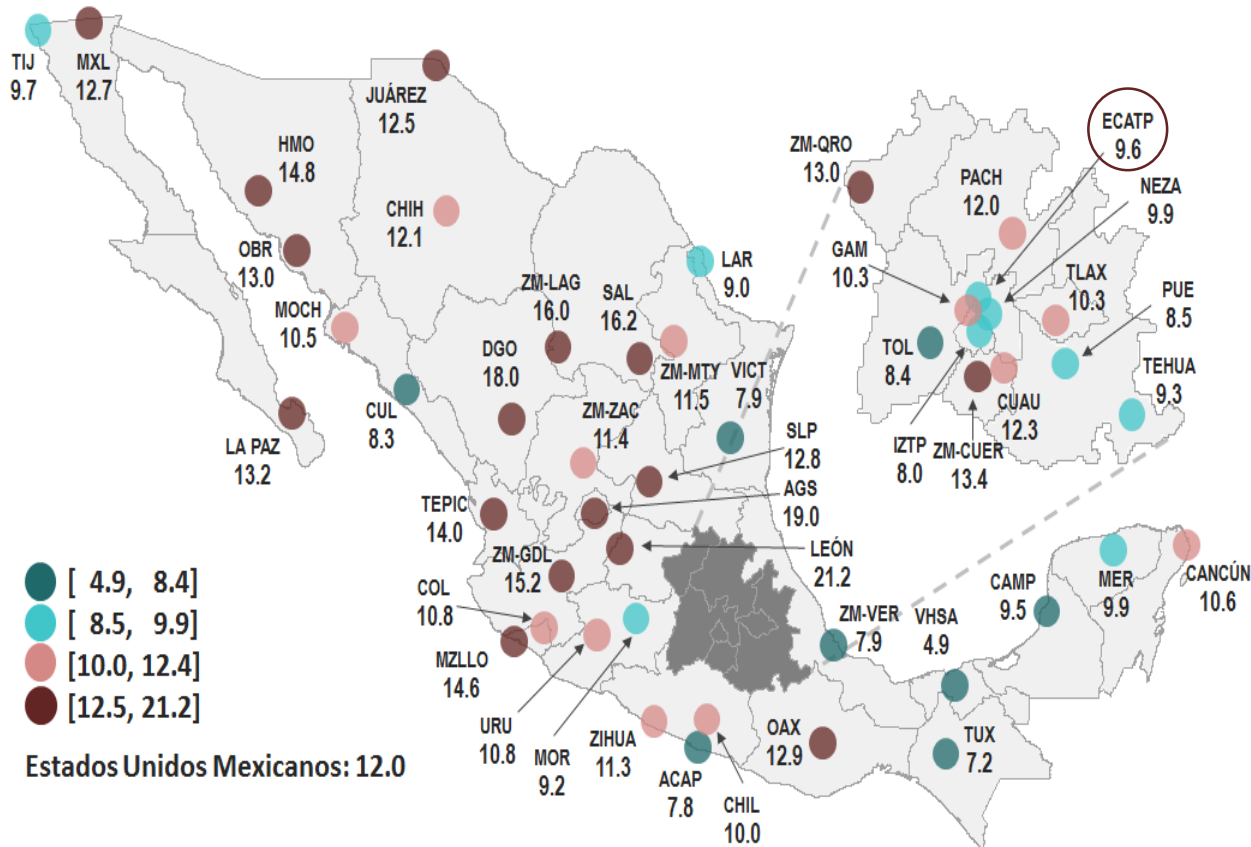 TIJ
9.7
MXL
12.7
JUÁREZ
12.5
HMO
14.8
CHIH
12.1
OBR
13.0
MOCH
10.5
LAR
9.0
ZM-LAG
16.0
SAL
16.2
DGO
18.0
ZM-MTY
11.5
VICT
7.9
CUL
8.3
ZM-ZAC
11.4
LA PAZ
13.2
SLP
12.8
AGS
19.0
TEPIC
14.0
LEÓN
21.2
ZM-GDL
15.2
COL
10.8
MZLLO
14.6
URU
10.8
MOR
9.2
ZIHUA
11.3
ACAP
7.8
CHIL
10.0
OAX
12.9
ZM-VER
7.9
VHSA
4.9
TUX
7.2
CAMP
9.5
MER
9.9
CANCÚN
10.6
ZM-QRO
13.0
PACH
12.0
ECATP
9.6
NEZA
9.9
GAM
10.3
TLAX
10.3
PUE
8.5
TOL
8.4
TEHUA
9.3
CUAU
12.3
IZTP
8.0
ZM-CUER
13.4
[ 4.9, 8.4]
[ 8.5, 9.9]
[10.0, 12.4]
[12.5, 21.2]
Estados Unidos Mexicanos: 12.0